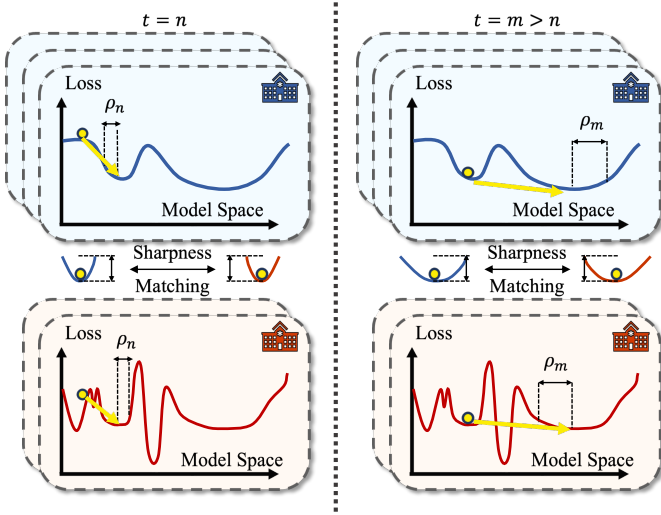 t = n
Loss
ρₙ
Model Space
Sharpness
Matching
Loss
ρₙ
Model Space
t = m > n
Loss
ρₘ
Model Space
Sharpness
Matching
Loss
ρₘ
Model Space